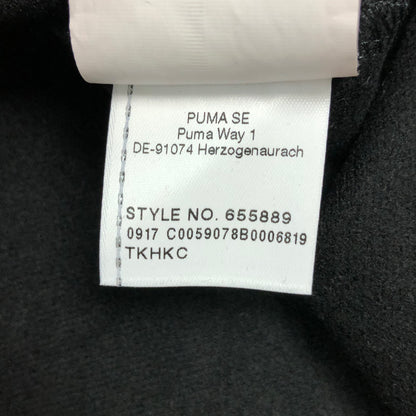 PUMA SE
Puma Way 1
DE-91074 Herzogenaurach
STYLE NO. 655889
0917 C0059078B0006819
TKHKC